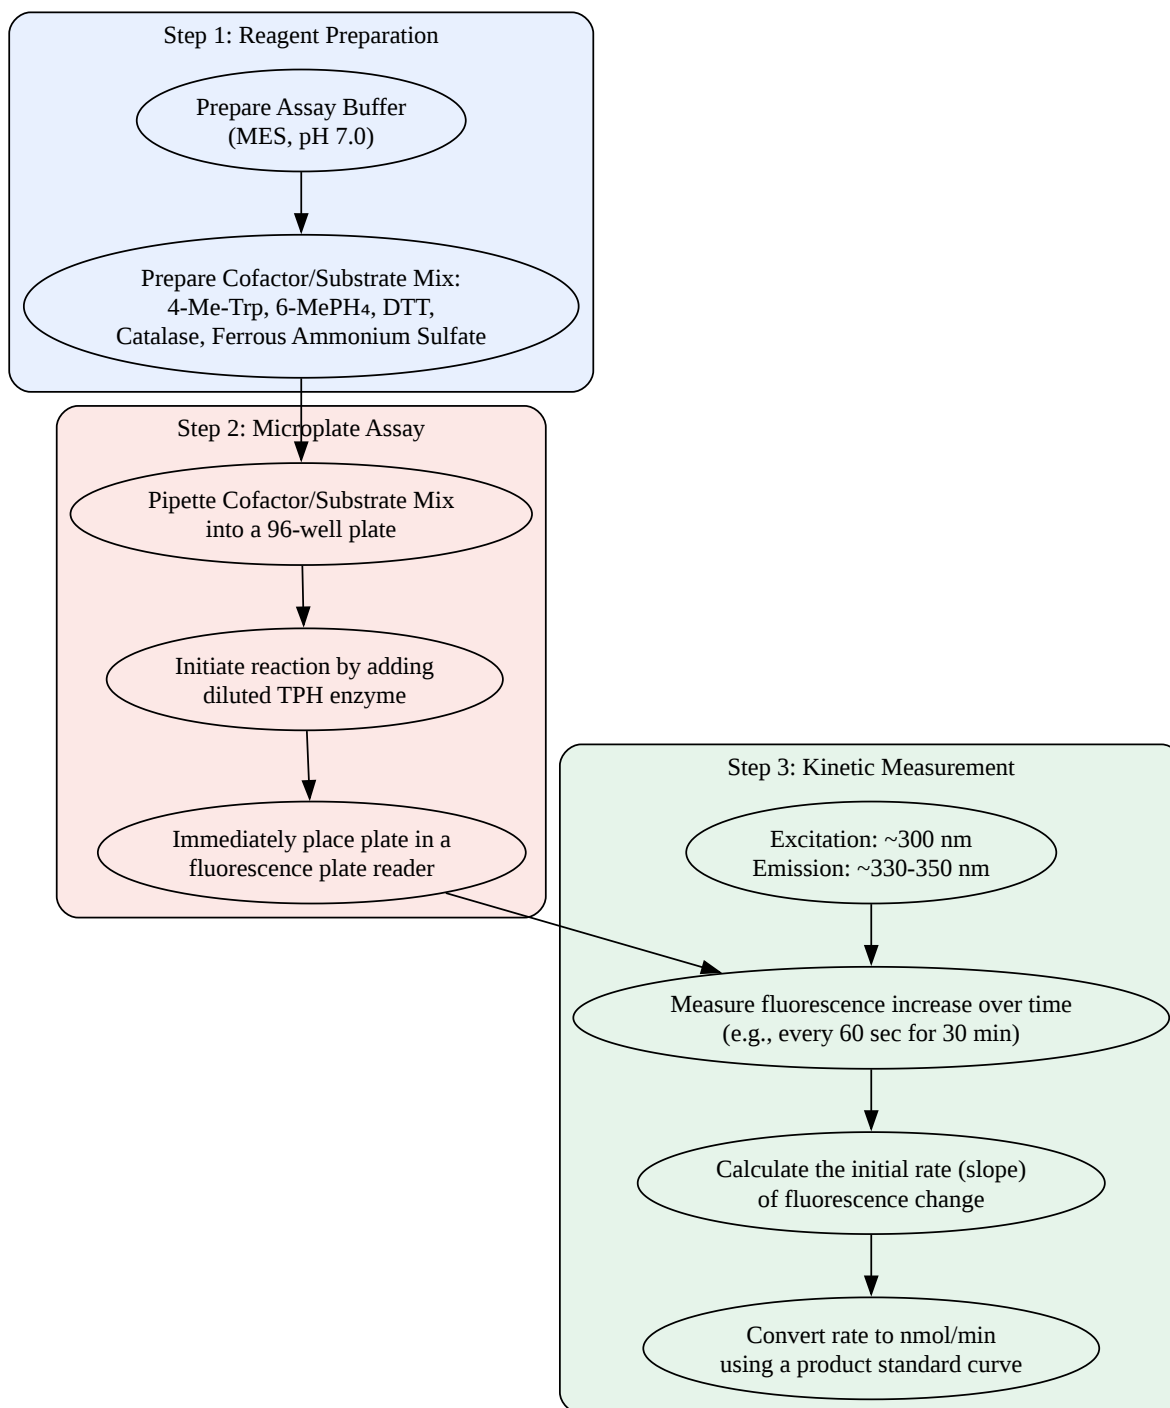 Step 1: Reagent Preparation
Prepare Assay Buffer
(MES, pH 7.0)
Prepare Cofactor/Substrate Mix:
4-Me-Trp, 6-MePH₄, DTT,
Catalase, Ferrous Ammonium Sulfate
Step 2: Microplate Assay
Pipette Cofactor/Substrate Mix
into a 96-well plate
Initiate reaction by adding
diluted TPH enzyme
Immediately place plate in a
fluorescence plate reader
Step 3: Kinetic Measurement
Excitation: ~300 nm
Emission: ~330-350 nm
Measure fluorescence increase over time
(e.g., every 60 sec for 30 min)
Calculate the initial rate (slope)
of fluorescence change
Convert rate to nmol/min
using a product standard curve